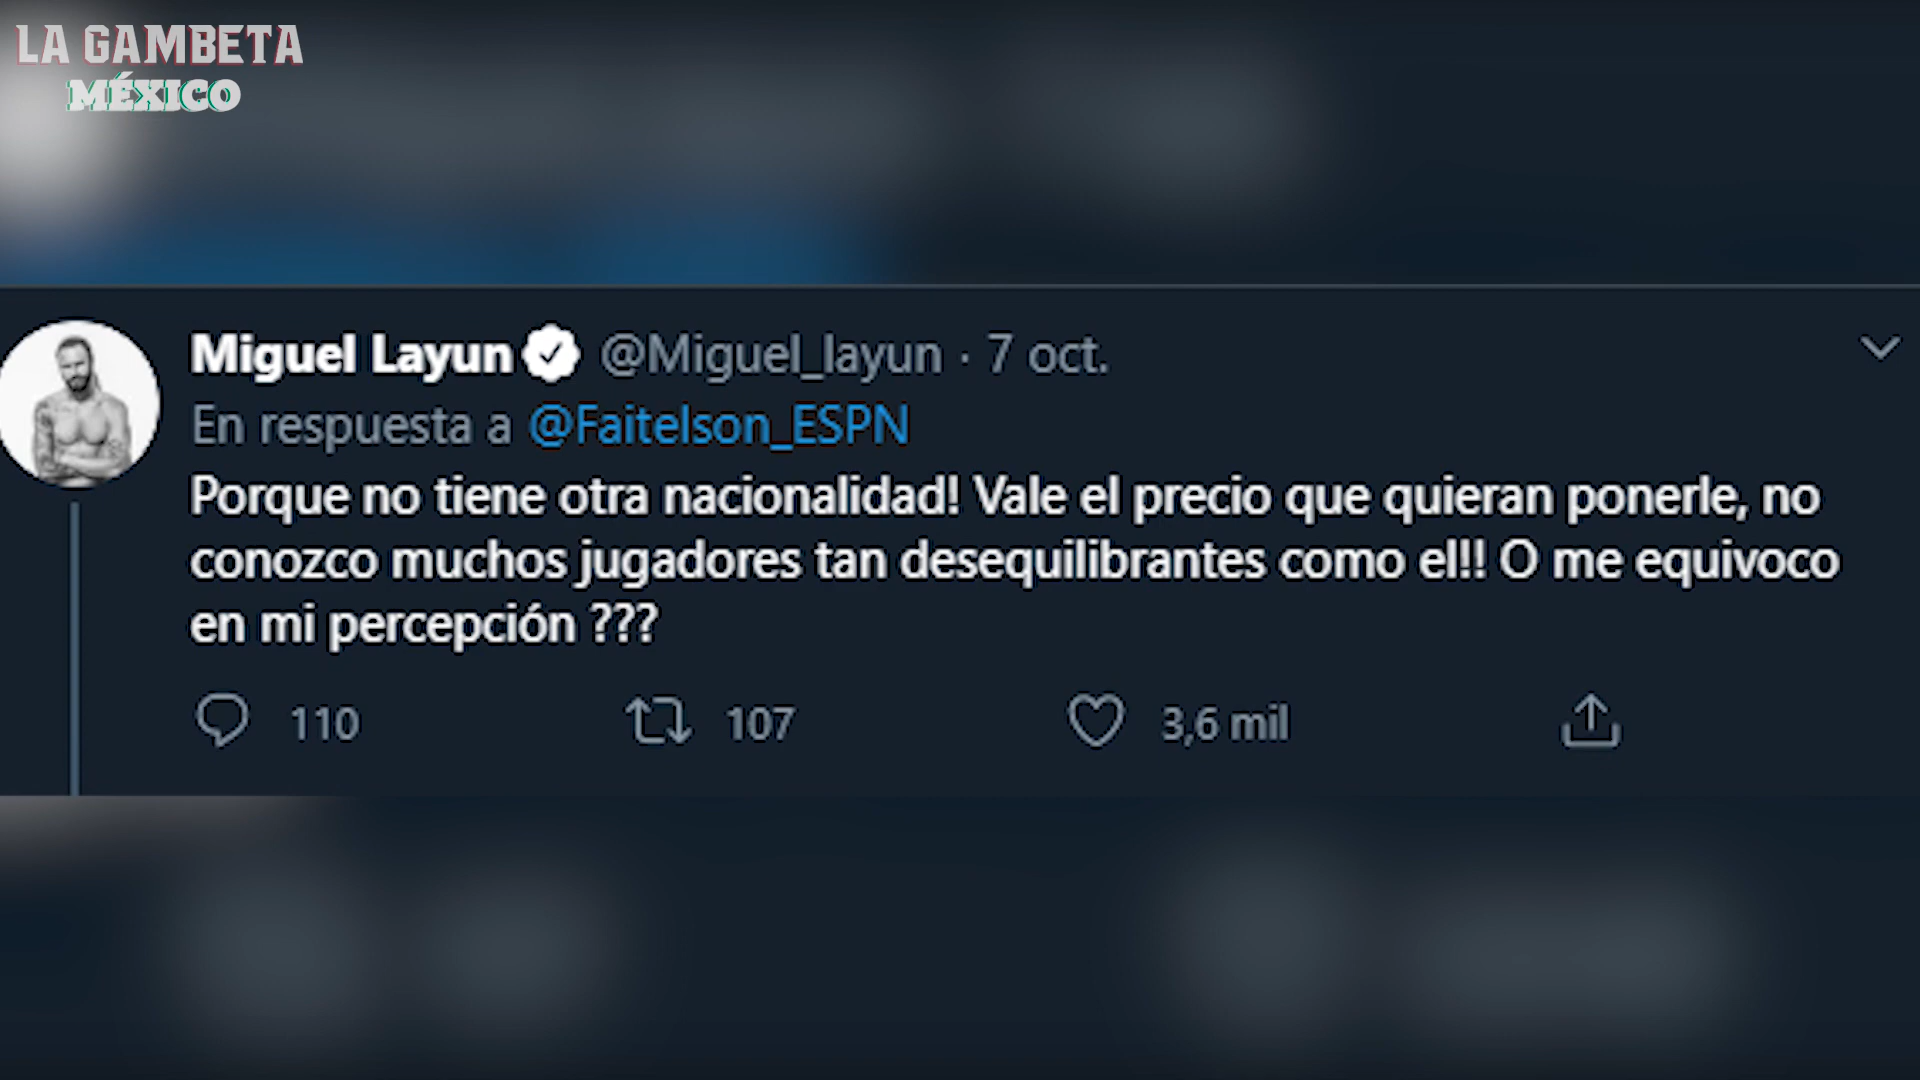 LA GAMBETA
MÉXICO
Miguel Layun @Miguel_layun · 7 oct.
En respuesta a @Faitelson_ESPN
Porque no tiene otra nacionalidad! Vale el precio que quieran ponerle, no
conozco muchos jugadores tan desequilibrantes como el!! O me equivoco
en mi percepción ???
110 107 3,6 mil